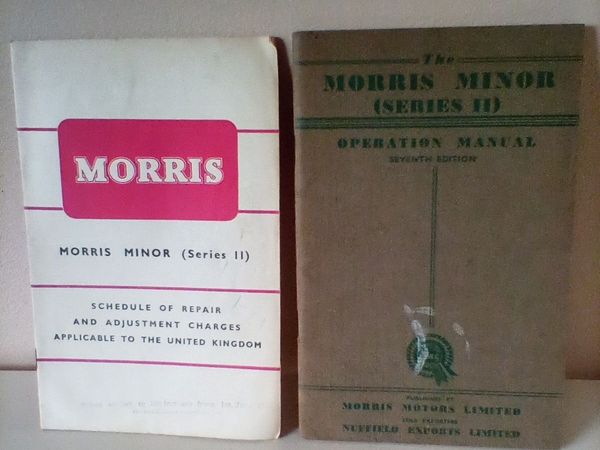 MORRIS
MORRIS MINOR (Series II)
SCHEDULE OF REPAIR
AND ADJUSTMENT CHARGES
APPLICABLE TO THE UNITED KINGDOM
The
MORRIS MINOR
(SERIES II)
OPERATION MANUAL
SEVENTH EDITION
PUBLISHED BY
MORRIS MOTORS LIMITED
SOLE EXPORTERS
NUFFIELD EXPORTS LIMITED